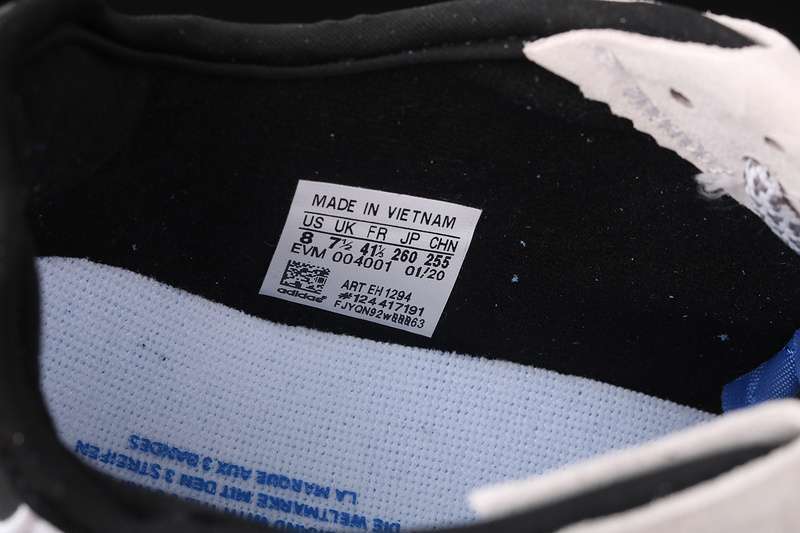 MADE IN VIETNAM
US UK FR JP CHN
8 7½ 41⅓ 260 255
EVM 004001 01/20
adidas
ART EH1294
#124417191
LA MARQUE AUX 3 BANDES
DIE WELTMARKE MIT DEN 3 STREIFEN